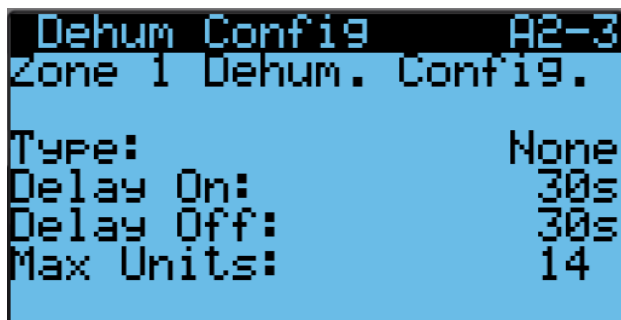 Dehum Config A2-3
Zone 1 Dehum. Config.
Type: None
Delay On: 30s
Delay Off: 30s
Max Units: 14